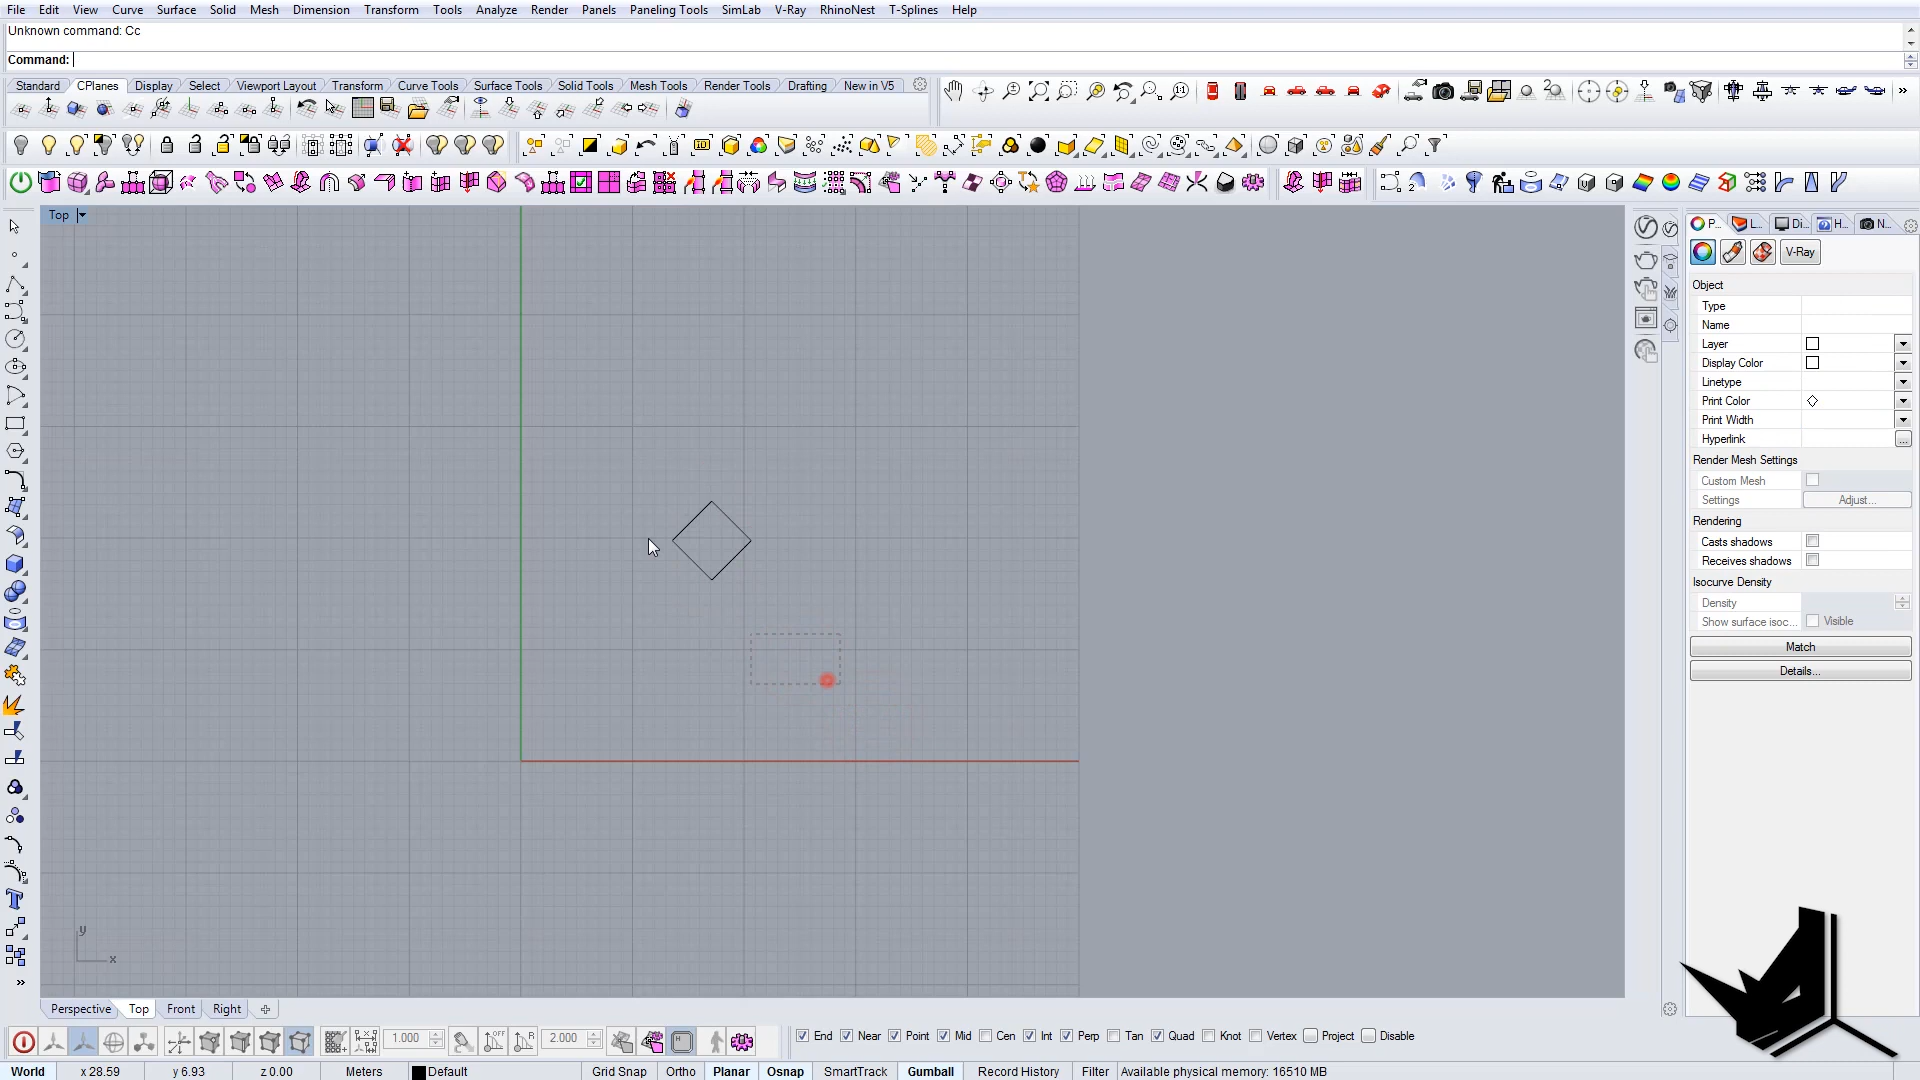 File Edit View Curve Surface Solid Mesh Dimension Transform Tools Analyze Render Panels Paneling Tools SimLab V-Ray RhinoNest T-Splines Help
Unknown command: Cc
Command:
Standard CPlanes Display Select Viewport Layout Transform Curve Tools Surface Tools Solid Tools Mesh Tools Render Tools Drafting New in V5
Top
P... L... Di... H... N...
V-Ray
Object
Type
Name
Layer
Display Color
Linetype
Print Color
Print Width
Hyperlink ...
Render Mesh Settings
Custom Mesh
Settings Adjust...
Rendering
Casts shadows
Receives shadows
Isocurve Density
Density
Show surface isoc... Visible
Match
Details...
y
x
Perspective Top Front Right
1.000 2.000 End Near Point Mid Cen Int Perp Tan Quad Knot Vertex Project Disable
World x 28.59 y 6.93 z 0.00 Meters Default Grid Snap Ortho Planar Osnap SmartTrack Gumball Record History Filter Available physical memory: 16510 MB